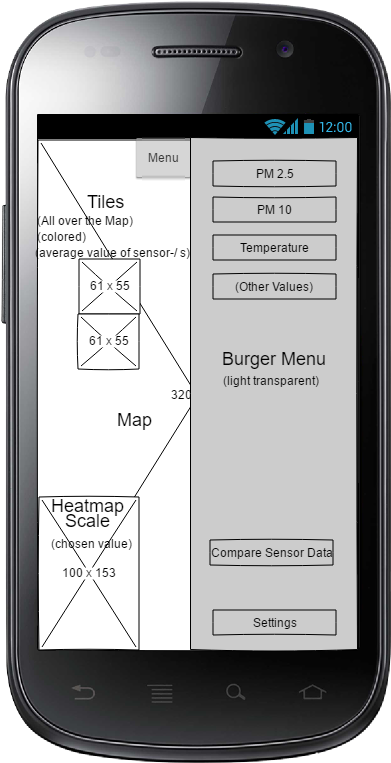 12:00
Menu
Tiles
(All over the Map)
(colored)
(average value of sensor-/ s)
61 x 55
61 x 55
320
Map
Heatmap
Scale
(chosen value)
100 x 153
PM 2.5
PM 10
Temperature
(Other Values)
Burger Menu
(light transparent)
Compare Sensor Data
Settings